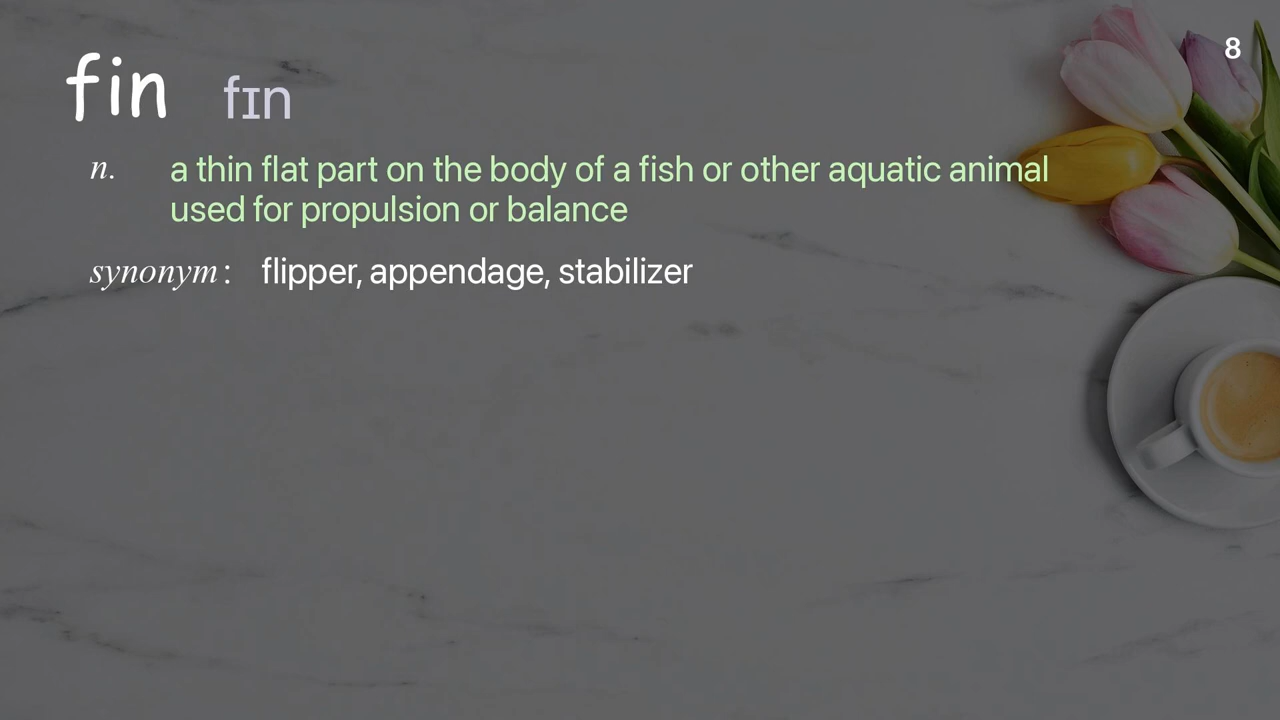 8
fin fɪn
n. a thin flat part on the body of a fish or other aquatic animal
used for propulsion or balance
synonym: flipper, appendage, stabilizer